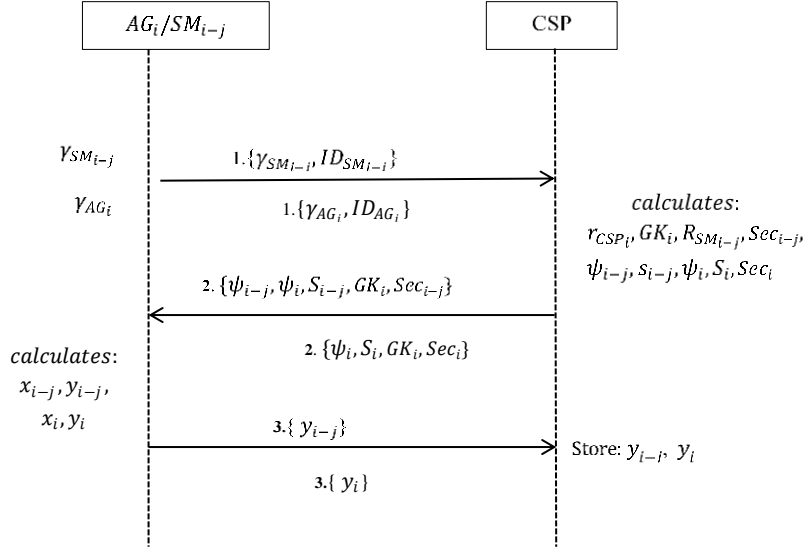 AG_i/SM_{i−j}
CSP
γ_{SM_{i−j}}
1.{γ_{SM_{i−i}}, ID_{SM_{i−i}}}
γ_{AG_i}
1.{γ_{AG_i}, ID_{AG_i}}
calculates:
r_{CSP_i}, GK_i, R_{SM_{i−j}}, Sec_{i−j},
ψ_{i−j}, s_{i−j}, ψ_i, S_i, Sec_i
2. {ψ_{i−j}, ψ_i, S_{i−j}, GK_i, Sec_{i−j}}
2. {ψ_i, S_i, GK_i, Sec_i}
calculates:
x_{i−j}, y_{i−j},
x_i, y_i
3.{ y_{i−j}}
Store: y_{i−j}, y_i
3.{ y_i}